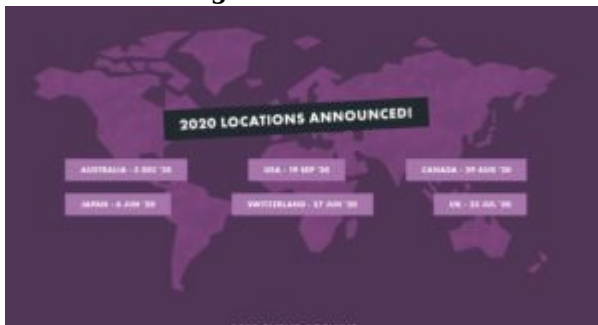 2020 LOCATIONS ANNOUNCED!
AUSTRALIA - 5 DEC '20
USA - 19 SEP '20
CANADA - 29 AUG '20
JAPAN - 6 JUN '20
SWITZERLAND - 27 JUN '20
UK - 25 JUL '20